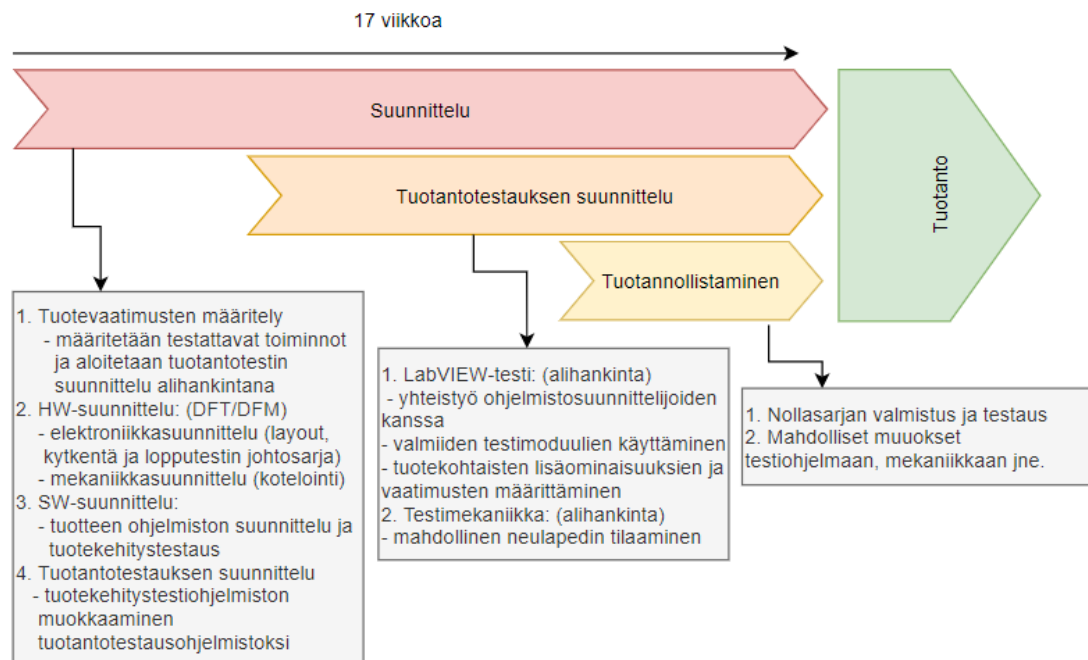 17 viikkoa
Suunnittelu
Tuotantotestauksen suunnittelu
Tuotannollistaminen
Tuotanto
1. Tuotevaatimusten määritely
- määritetään testattavat toiminnot
ja aloitetaan tuotantotestin
suunnittelu alihankintana
2. HW-suunnittelu: (DFT/DFM)
- elektroniikkasuunnittelu (layout,
kytkentä ja lopputestin johtosarja)
- mekaniikkasuunnittelu (kotelointi)
3. SW-suunnittelu:
- tuotteen ohjelmiston suunnittelu ja
tuotekehitystestaus
4. Tuotantotestauksen suunnittelu
- tuotekehitystestiohjelmiston
muokkaaminen
tuotantotestausohjelmistoksi
1. LabVIEW-testi: (alihankinta)
- yhteistyö ohjelmistosuunnittelijoiden
kanssa
- valmiiden testimoduulien käyttäminen
- tuotekohtaisten lisäominaisuuksien ja
vaatimusten määrittäminen
2. Testimekaniikka: (alihankinta)
- mahdollinen neulapedin tilaaminen
1. Nollasarjan valmistus ja testaus
2. Mahdolliset muuokset
testiohjelmaan, mekaniikkaan jne.